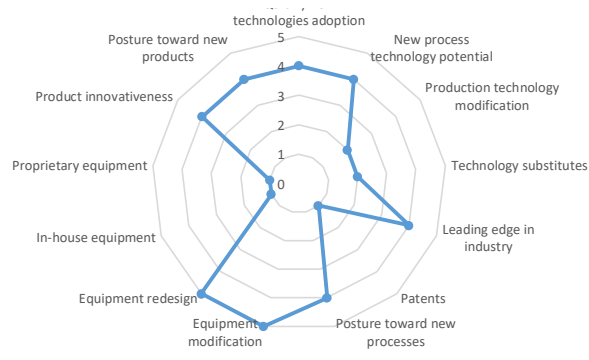 technologies adoption
5
Posture toward new
products
New process
technology potential
4
Production technology
modification
Product innovativeness
3
2
Proprietary equipment
Technology substitutes
1
0
In-house equipment
Leading edge in
industry
Equipment redesign
Patents
Equipment
modification
Posture toward new
processes